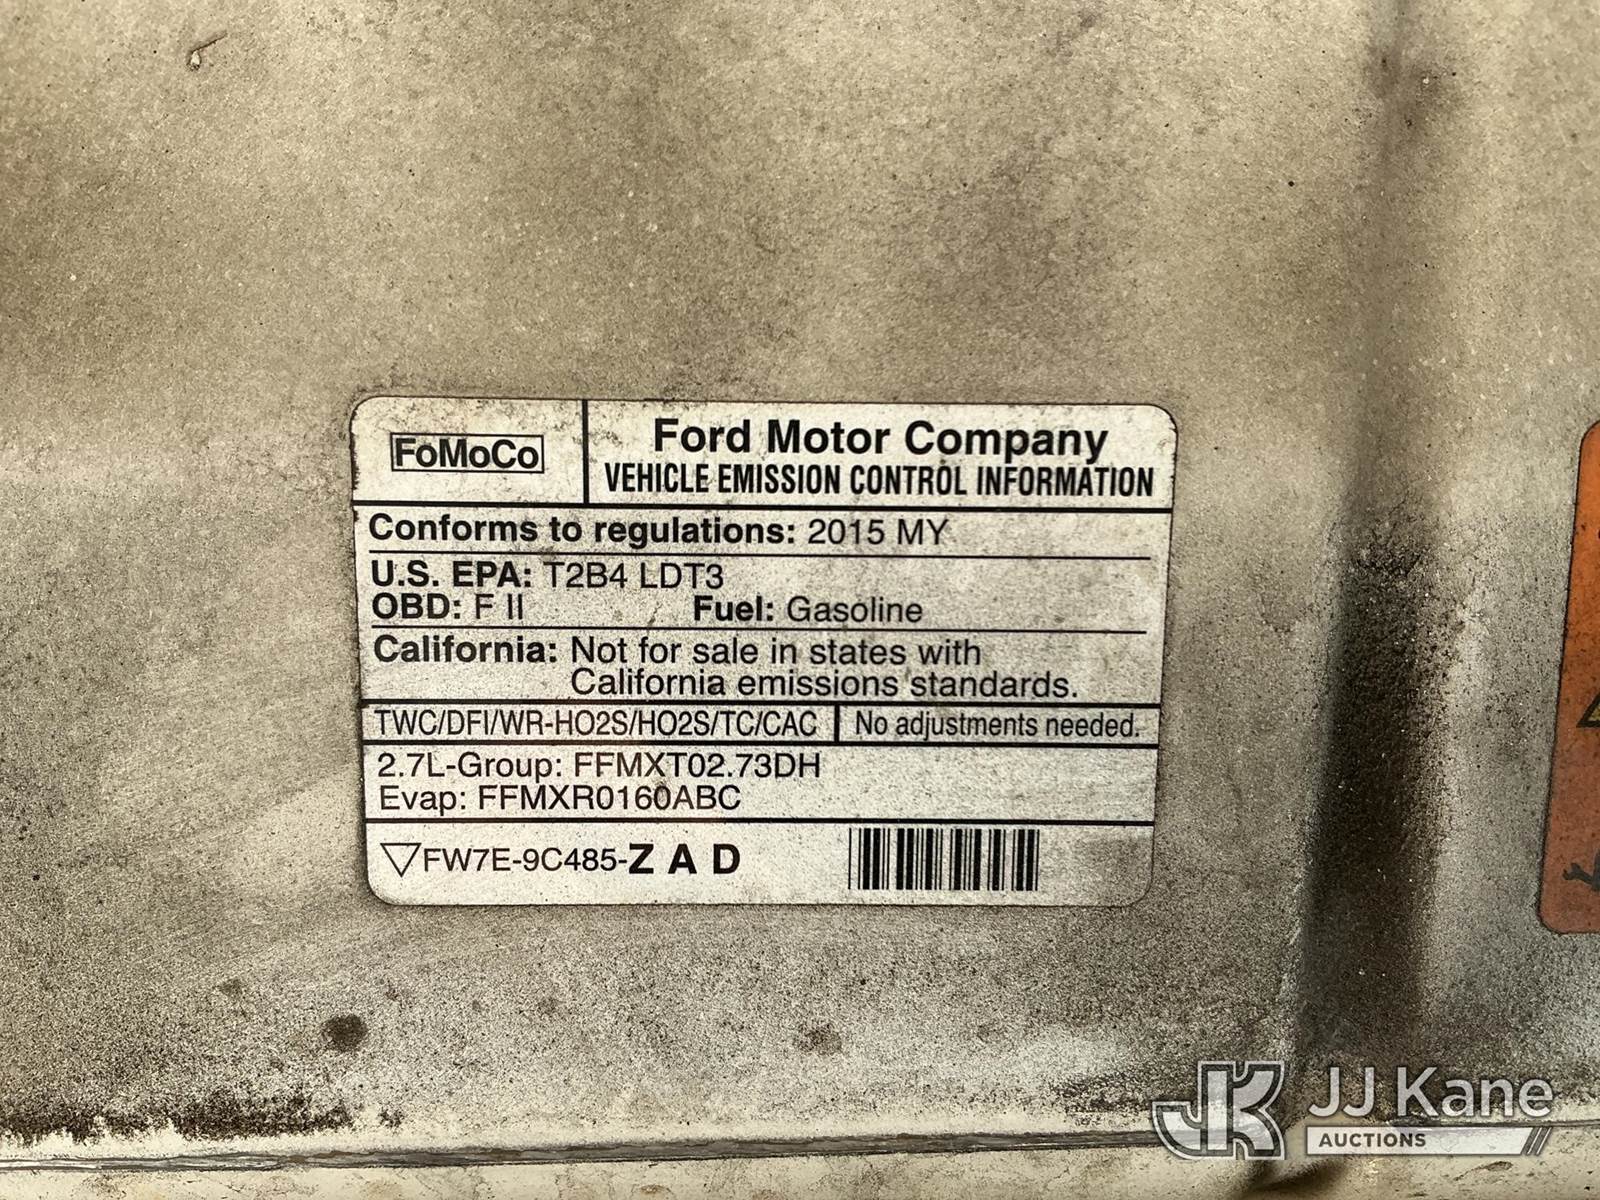 FoMoCo
Ford Motor Company
VEHICLE EMISSION CONTROL INFORMATION
Conforms to regulations: 2015 MY
U.S. EPA: T2B4 LDT3
OBD: F II Fuel: Gasoline
California: Not for sale in states with
California emissions standards.
TWC/DFI/WR-HO2S/HO2S/TC/CAC No adjustments needed.
2.7L-Group: FFMXT02.73DH
Evap: FFMXR0160ABC
FW7E-9C485-Z A D
JK JJ Kane
AUCTIONS